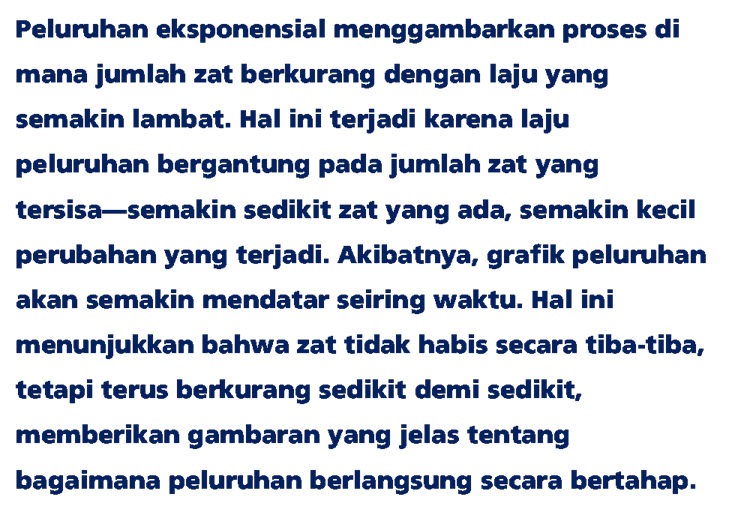 Peluruhan eksponensial menggambarkan proses di
mana jumlah zat berkurang dengan laju yang
semakin lambat. Hal ini terjadi karena laju
peluruhan bergantung pada jumlah zat yang
tersisa—semakin sedikit zat yang ada, semakin kecil
perubahan yang terjadi. Akibatnya, grafik peluruhan
akan semakin mendatar seiring waktu. Hal ini
menunjukkan bahwa zat tidak habis secara tiba-tiba,
tetapi terus berkurang sedikit demi sedikit,
memberikan gambaran yang jelas tentang
bagaimana peluruhan berlangsung secara bertahap.